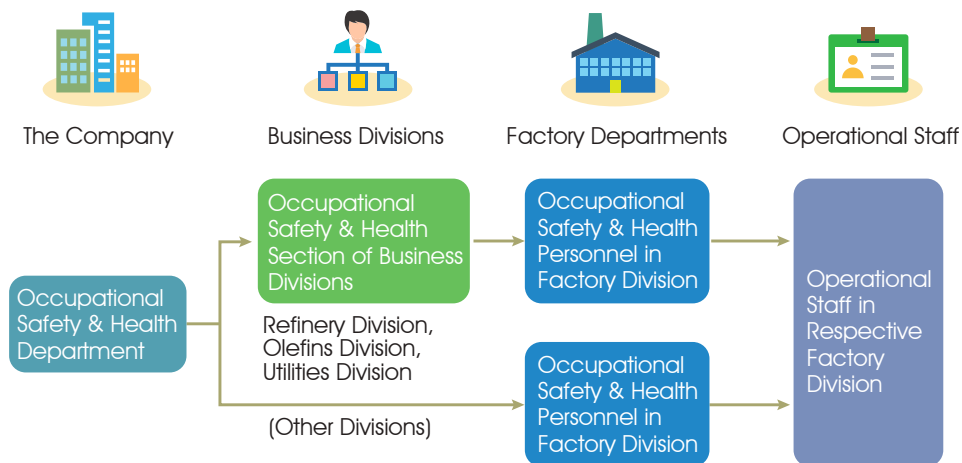 The Company
Business Divisions
Factory Departments
Operational Staff
Occupational
Safety & Health
Department
Occupational
Safety & Health
Section of Business
Divisions
Refinery Division,
Olefins Division,
Utilities Division
(Other Divisions)
Occupational
Safety & Health
Personnel in
Factory Division
Occupational
Safety & Health
Personnel in
Factory Division
Operational
Staff in
Respective
Factory
Division